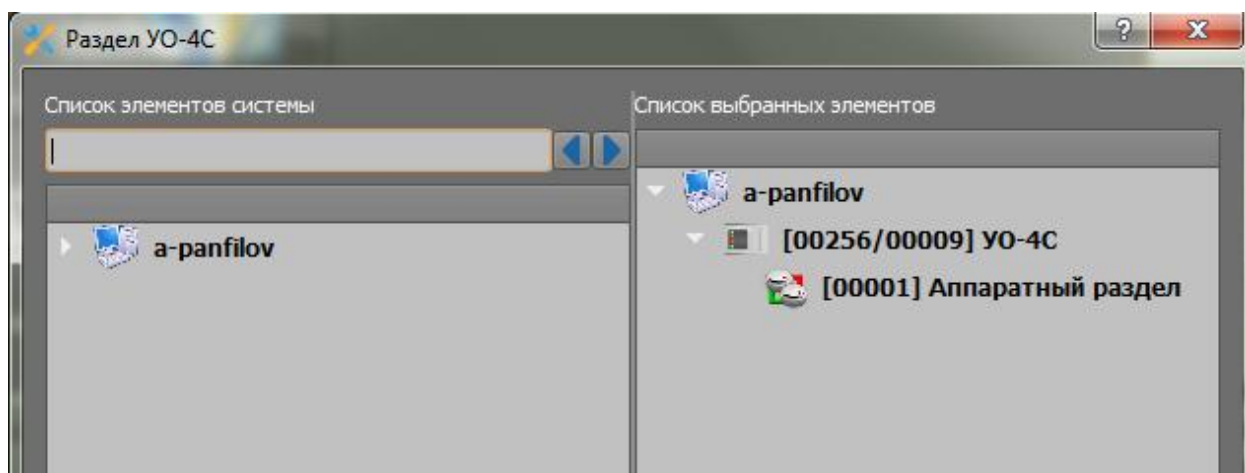 Раздел УО-4С
?
X
Список элементов системы
Список выбранных элементов
a-panfilov
a-panfilov
[00256/00009] УО-4С
[00001] Аппаратный раздел